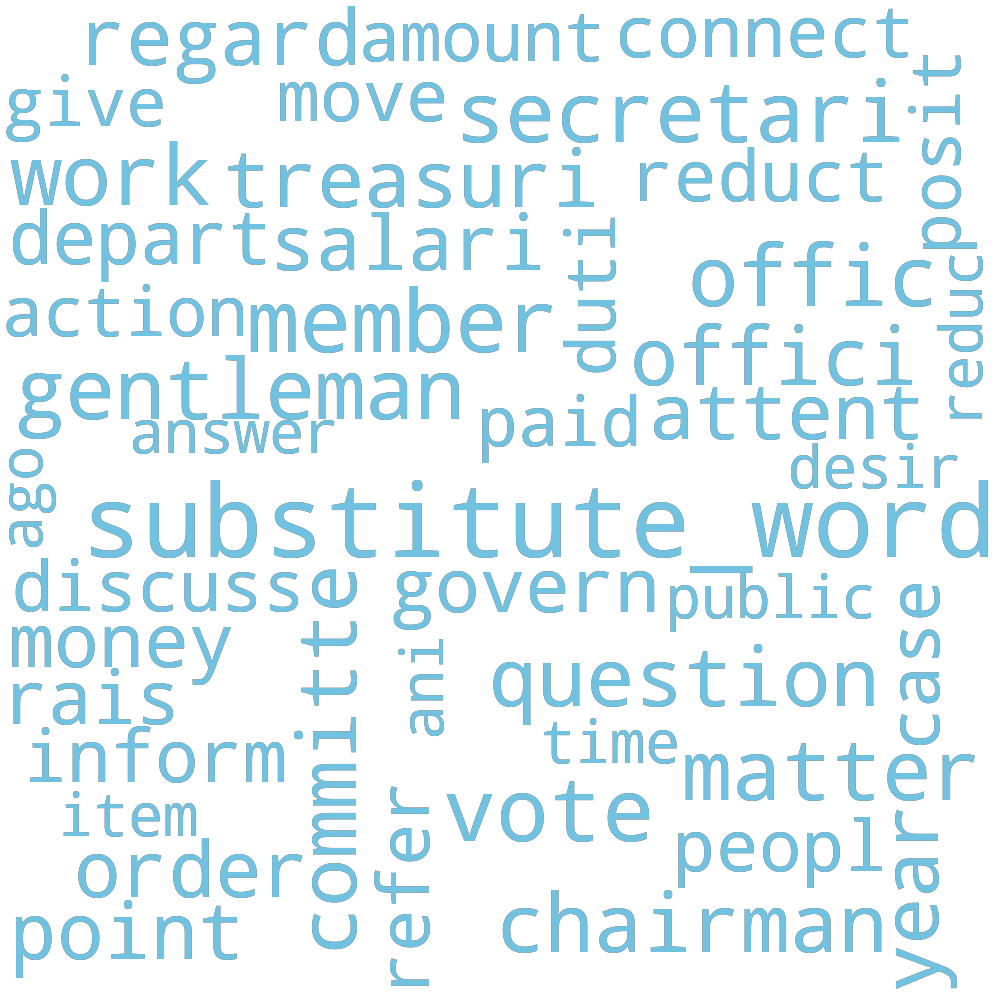 regard amount connect
give move secretari posit
work treasuri reduct
depart salari duti offic
action member reduc
gentleman offici
answer paid attent
ago desir
substitute_word
discusse committe govern public case
money ani
rais question
inform time matter
item vote
order refer peopl year
point chairman